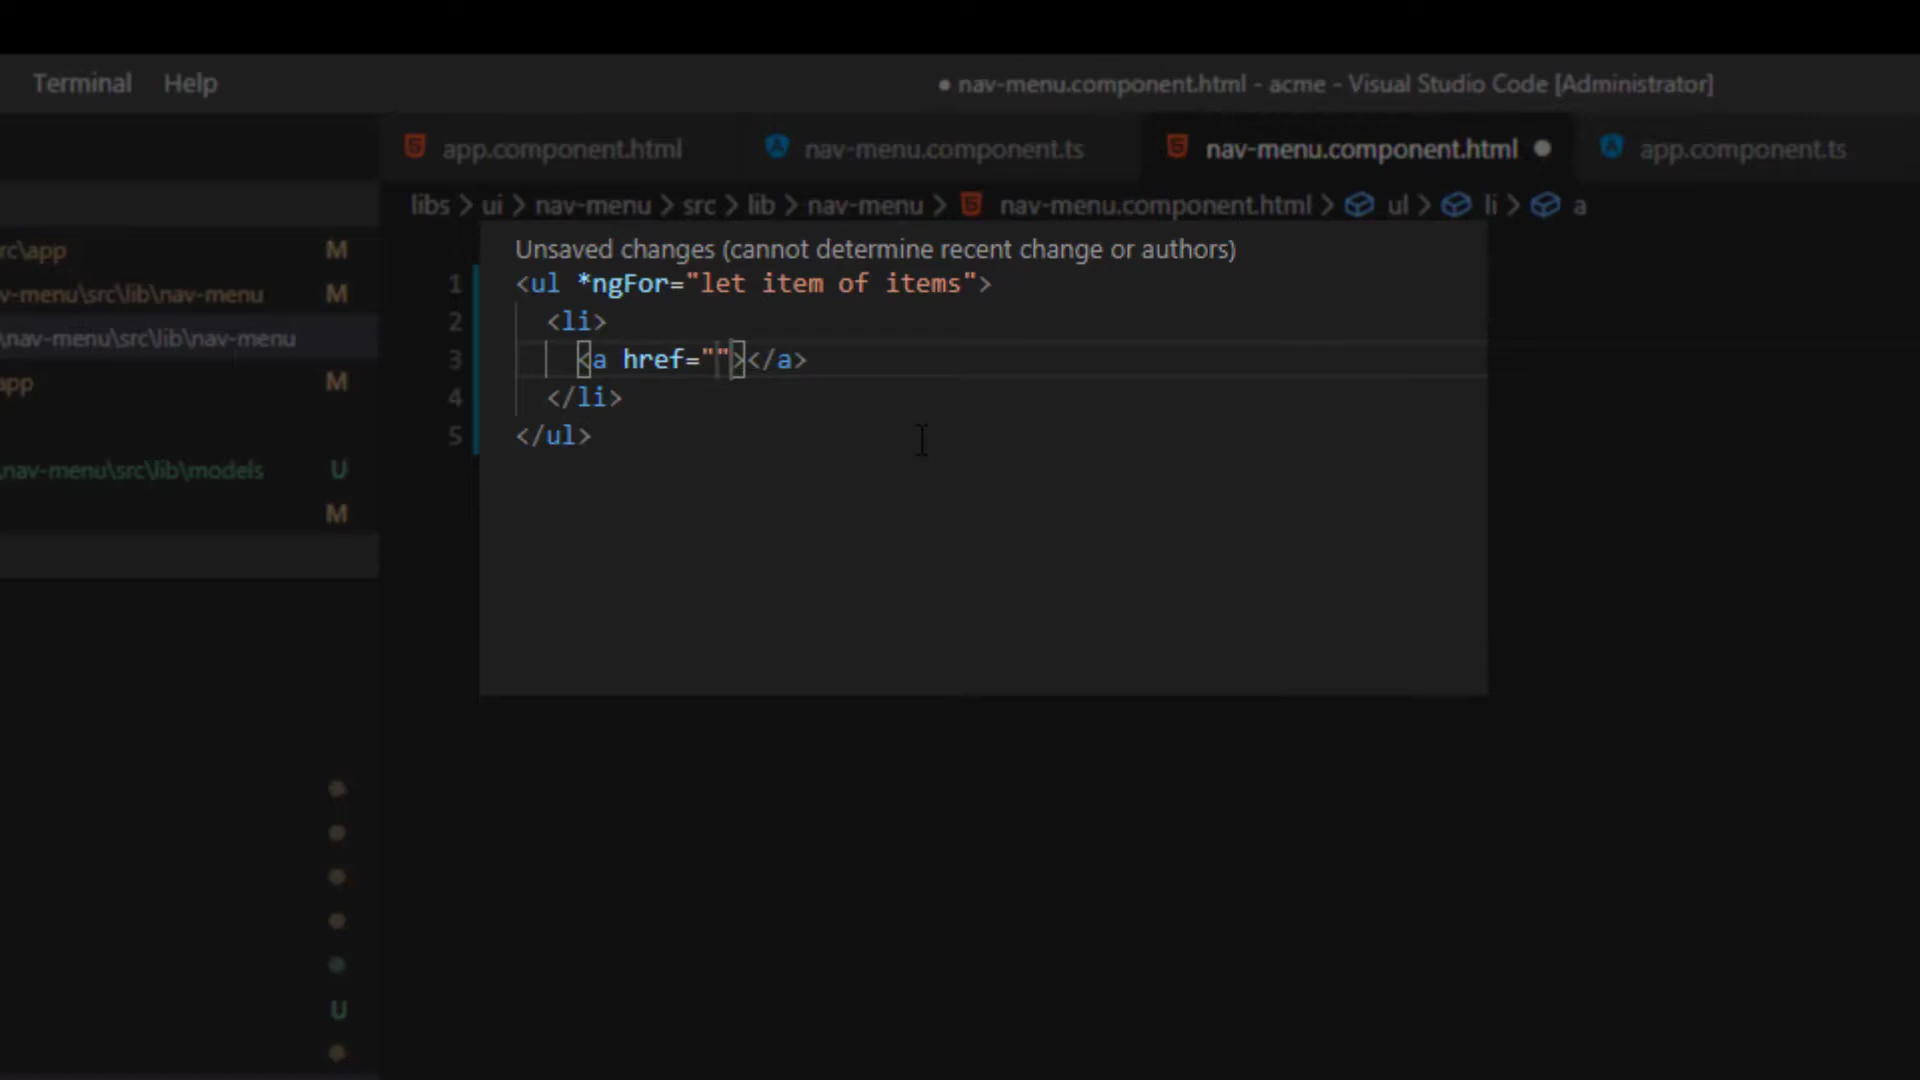 Terminal Help ● nav-menu.component.html - acme - Visual Studio Code [Administrator]
app.component.html nav-menu.component.ts nav-menu.component.html ● app.component.ts
libs > ui > nav-menu > src > lib > nav-menu > nav-menu.component.html > ul > li > a
rc\app M
Unsaved changes (cannot determine recent change or authors)
1 <ul *ngFor="let item of items">
v-menu\src\lib\nav-menu M
2 <li>
\nav-menu\src\lib\nav-menu
3 <a href=""></a>
app M
4 </li>
5 </ul>
\nav-menu\src\lib\models U
M
U